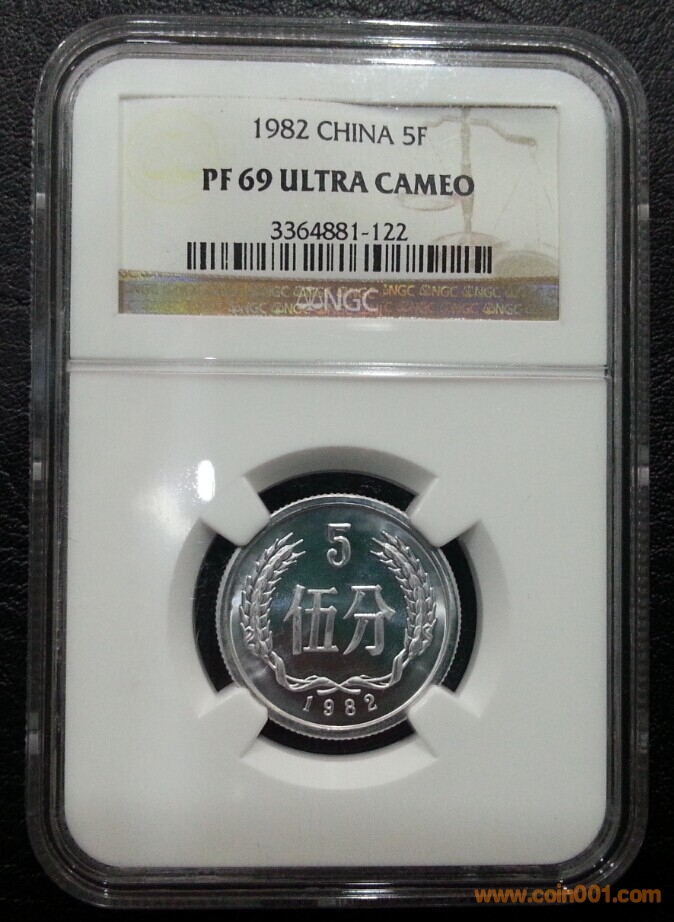 1982 CHINA 5F
PF 69 ULTRA CAMEO
3364881-122
NGC
5
伍分
1982
www.coin001.com